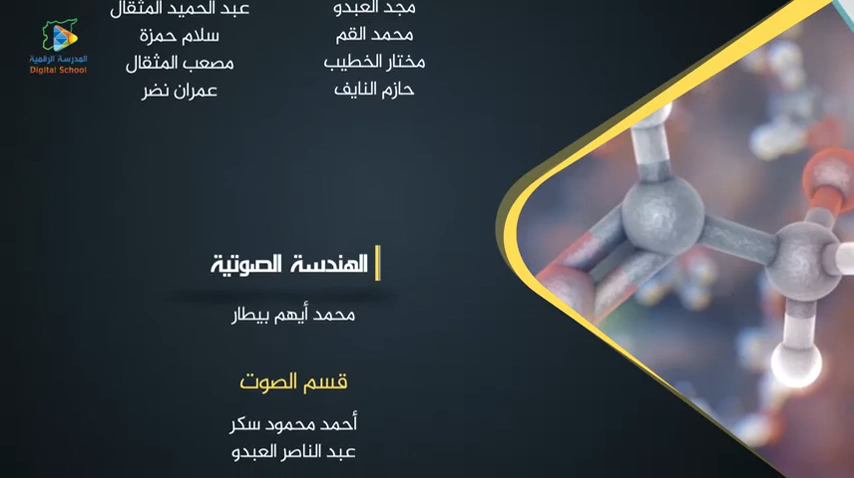 مجد العبدو
عبد الحميد المثقال
محمد القم
سلام حمزة
مختار الخطيب
مصعب المثقال
حازم النايف
عمران نضر
المدرسة الرقمية
Digital School
الهندسة الصوتية
محمد أيهم بيطار
قسم الصوت
أحمد محمود سكر
عبد الناصر العبدو